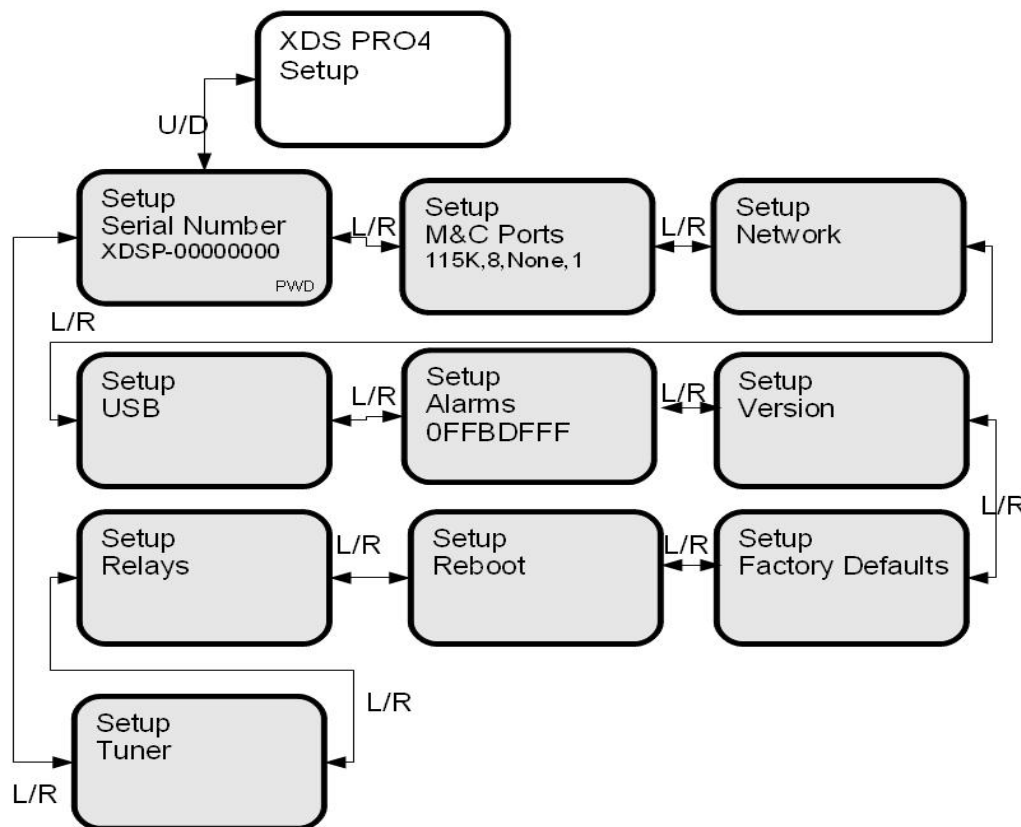 XDS PRO4
Setup
U/D
Setup
Serial Number
XDSP-00000000
PWD
L/R
Setup
M&C Ports
115K,8,None,1
L/R
Setup
Network
L/R
Setup
USB
L/R
Setup
Alarms
0FFBDFFF
L/R
Setup
Version
L/R
Setup
Relays
L/R
Setup
Reboot
L/R
Setup
Factory Defaults
L/R
Setup
Tuner
L/R